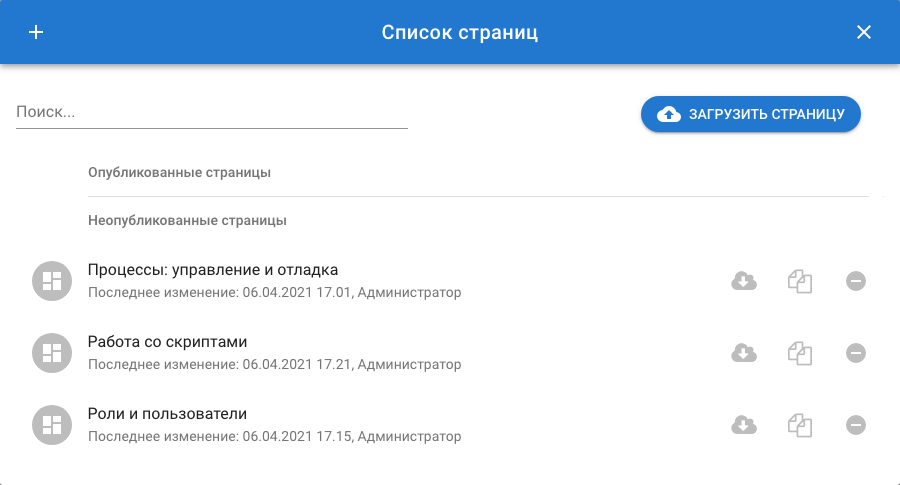 Список страниц
Поиск...
ЗАГРУЗИТЬ СТРАНИЦУ
Опубликованные страницы
Неопубликованные страницы
Процессы: управление и отладка
Последнее изменение: 06.04.2021 17.01, Администратор
Работа со скриптами
Последнее изменение: 06.04.2021 17.21, Администратор
Роли и пользователи
Последнее изменение: 06.04.2021 17.15, Администратор